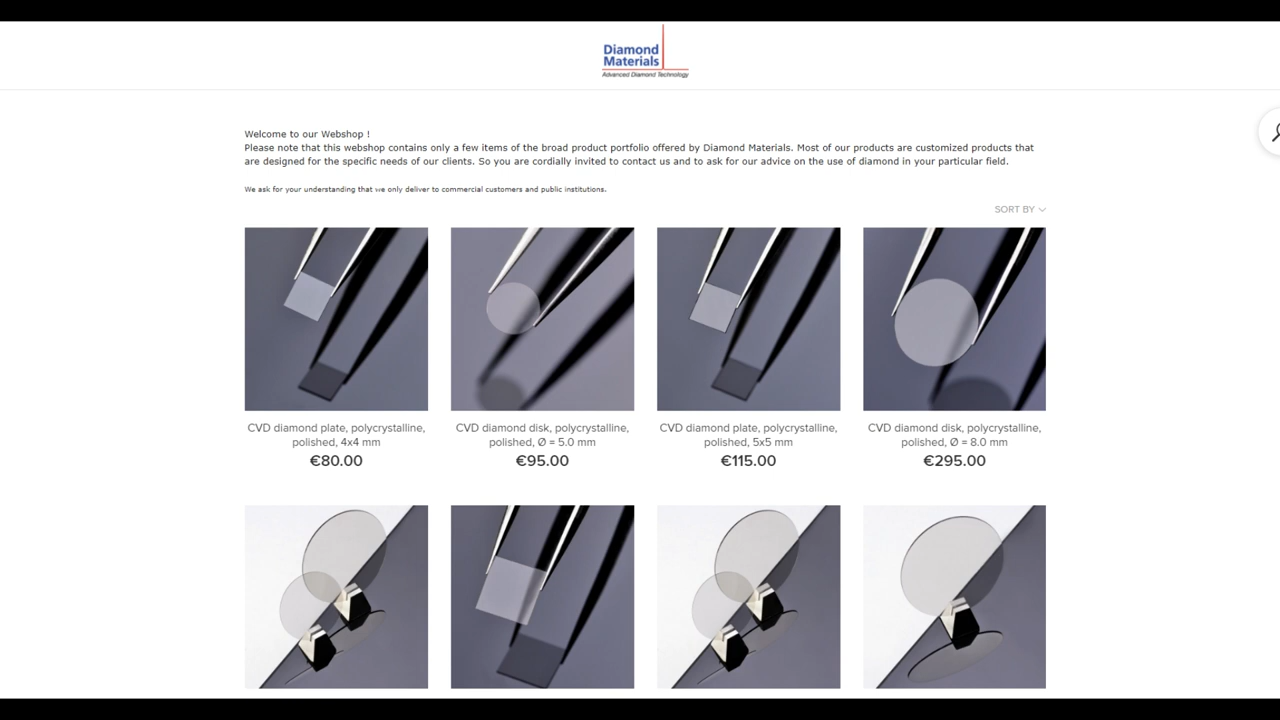 Diamond
Materials
Advanced Diamond Technology
Welcome to our Webshop !
Please note that this webshop contains only a few items of the broad product portfolio offered by Diamond Materials. Most of our products are customized products that
are designed for the specific needs of our clients. So you are cordially invited to contact us and to ask for our advice on the use of diamond in your particular field.
We ask for your understanding that we only deliver to commercial customers and public institutions.
SORT BY
CVD diamond plate, polycrystalline,
polished, 4x4 mm
€80.00
CVD diamond disk, polycrystalline,
polished, Ø = 5.0 mm
€95.00
CVD diamond plate, polycrystalline,
polished, 5x5 mm
€115.00
CVD diamond disk, polycrystalline,
polished, Ø = 8.0 mm
€295.00